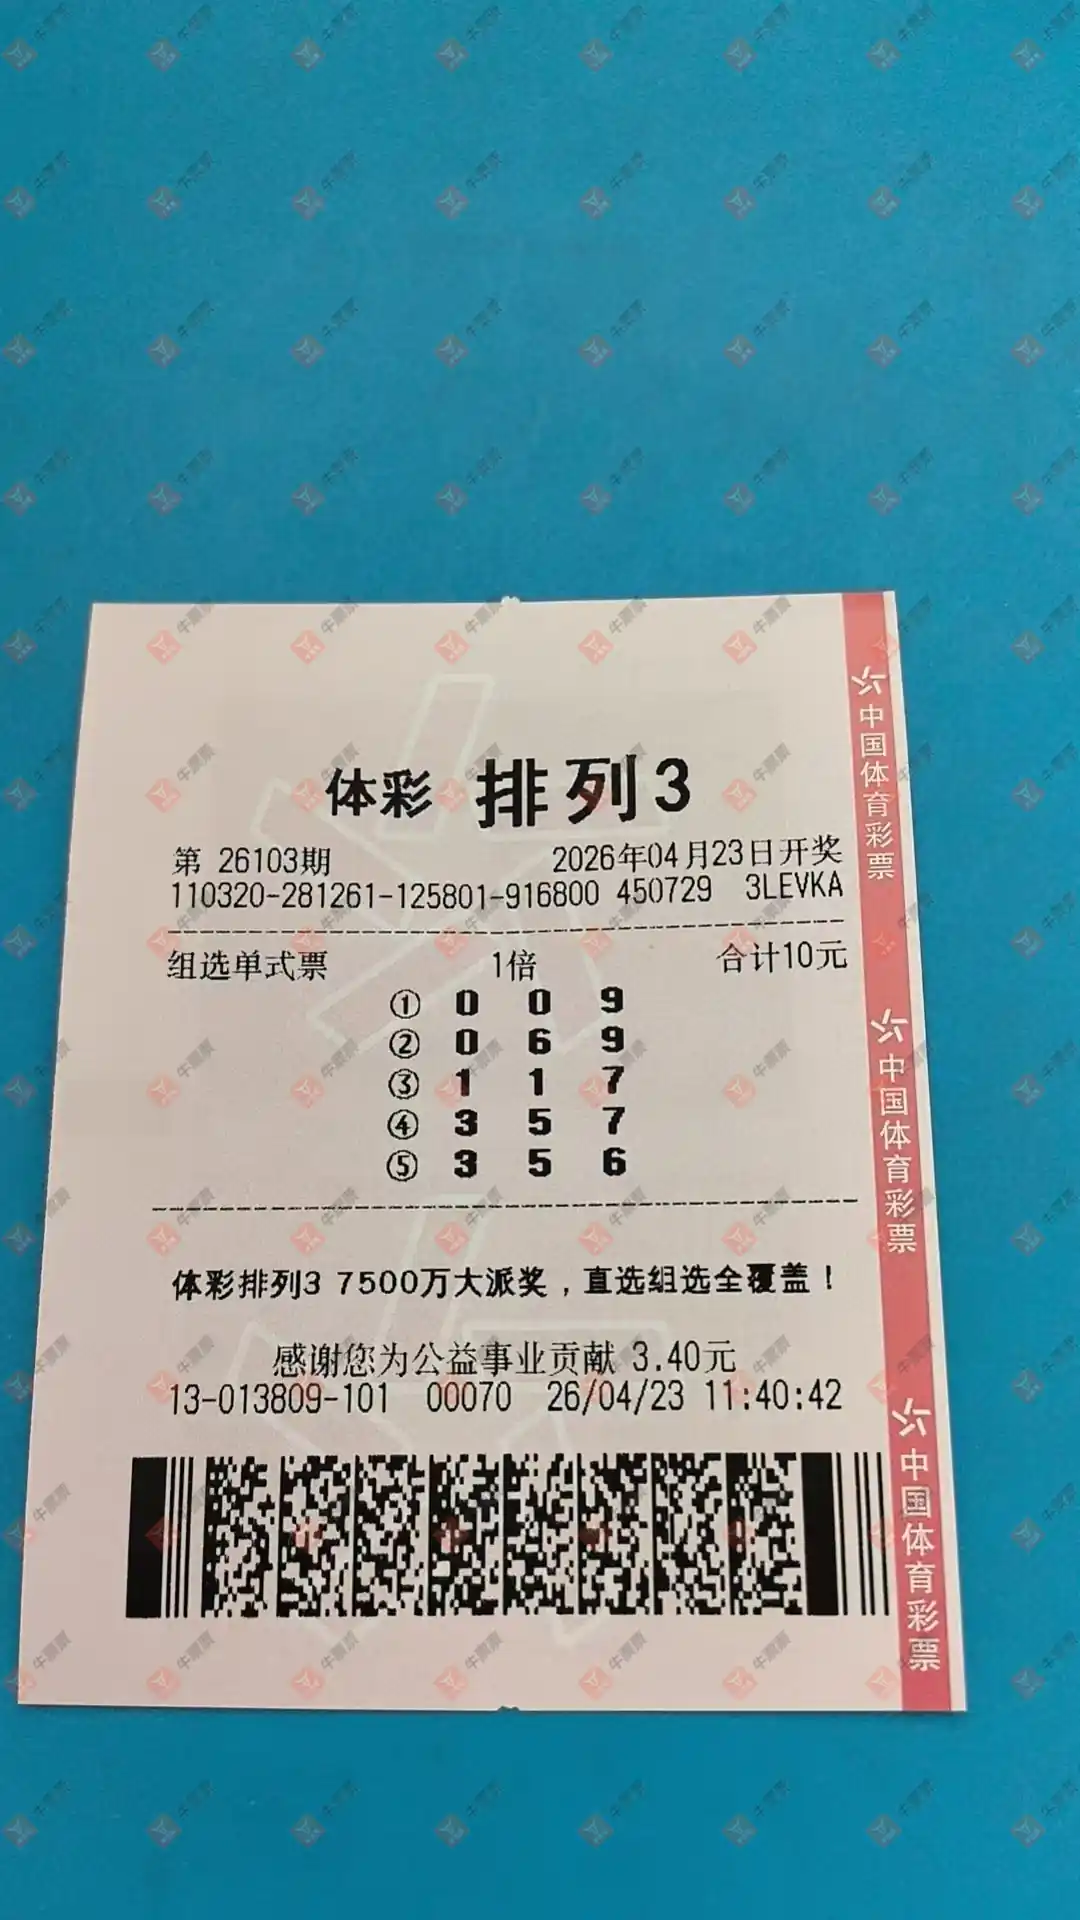 体彩 排列3
第 26103期 2026年04月23日开奖
110320-281261-125801-916800 450729 3LEVKA
组选单式票 1倍 合计10元
① 0 0 9
② 0 6 9
③ 1 1 7
④ 3 5 7
⑤ 3 5 6
体彩排列3 7500万大派奖，直选组选全覆盖！
感谢您为公益事业贡献 3.40元
13-013809-101 00070 26/04/23 11:40:42
中国体育彩票
中国体育彩票
中国体育彩票